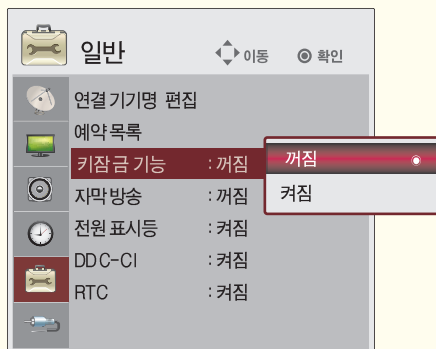 일반 이동 확인
연결기기명 편집
예약목록
키잠금 기능 : 꺼짐 꺼짐
자막방송 : 꺼짐 켜짐
전원표시등 : 켜짐
DDC-CI : 켜짐
RTC : 켜짐